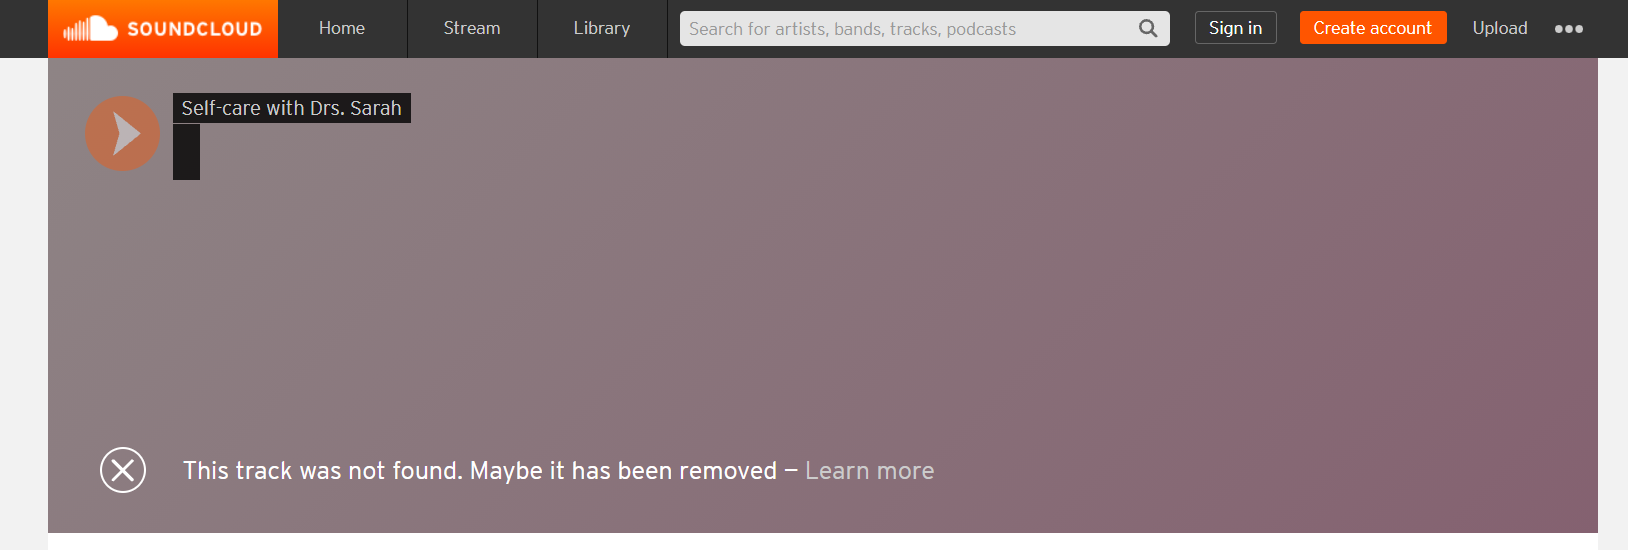 SOUNDCLOUD Home Stream Library Search for artists, bands, tracks, podcasts Sign in Create account Upload
Self-care with Drs. Sarah
This track was not found. Maybe it has been removed — Learn more